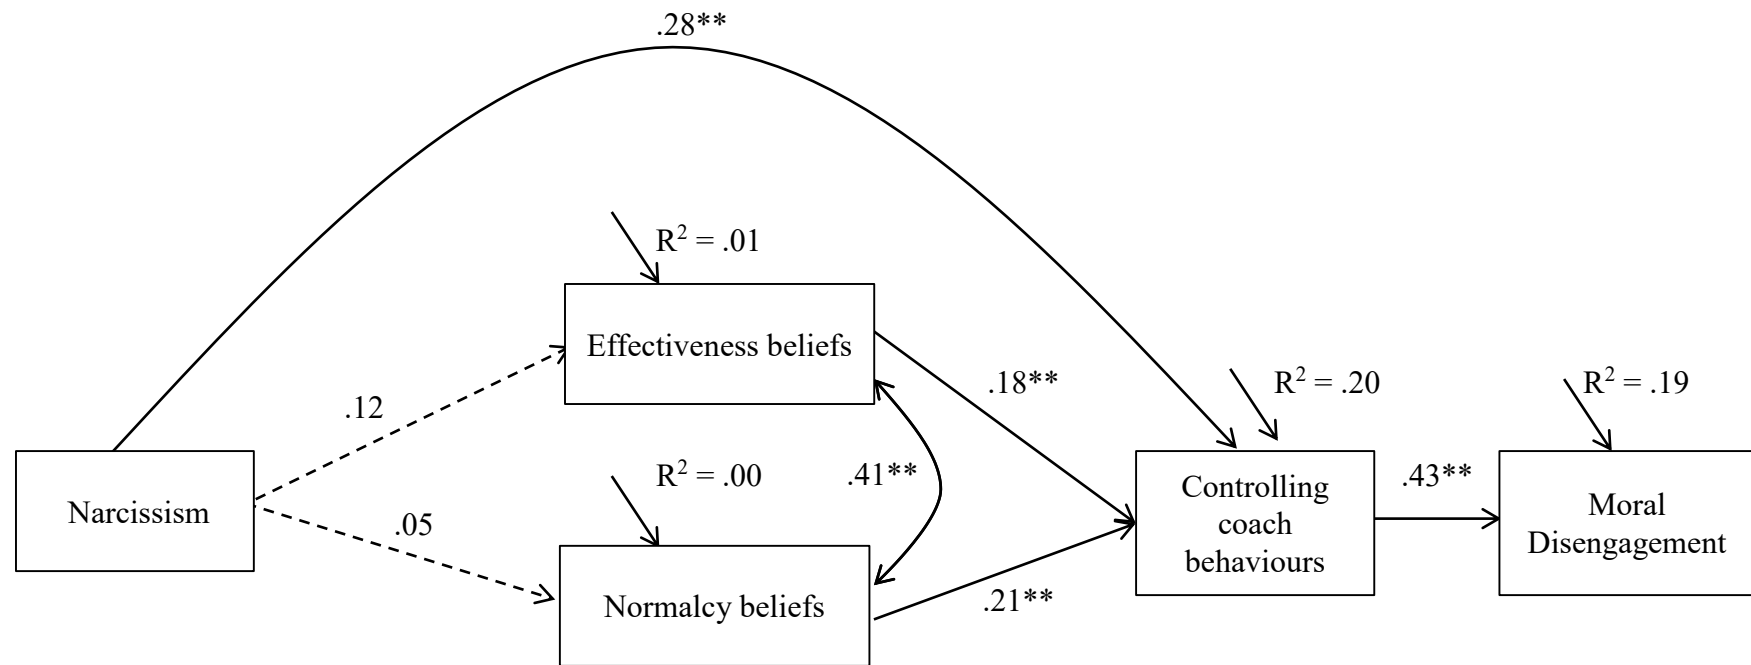 .28**
R² = .01
Effectiveness beliefs
.12
.18**
R² = .20
R² = .19
Narcissism
.05
R² = .00
.41**
Normalcy beliefs
.21**
Controlling
coach
behaviours
.43**
Moral
Disengagement